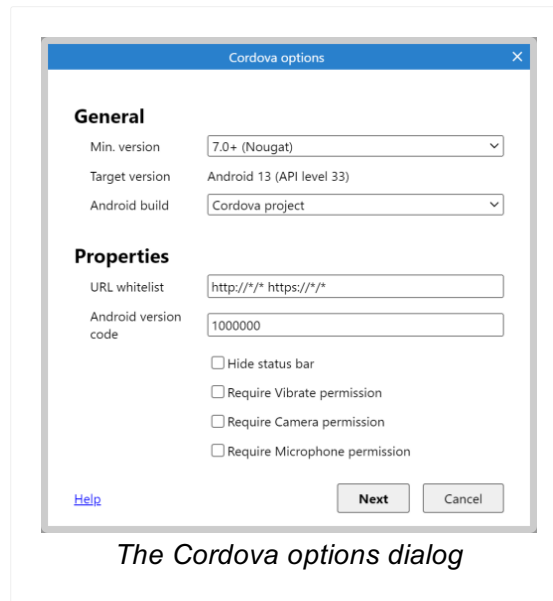 Cordova options
General
Min. version
7.0+ (Nougat)
Target version
Android 13 (API level 33)
Android build
Cordova project
Properties
URL whitelist
http://*/* https://*/*
Android version
code
1000000
Hide status bar
Require Vibrate permission
Require Camera permission
Require Microphone permission
Help
Next
Cancel
The Cordova options dialog